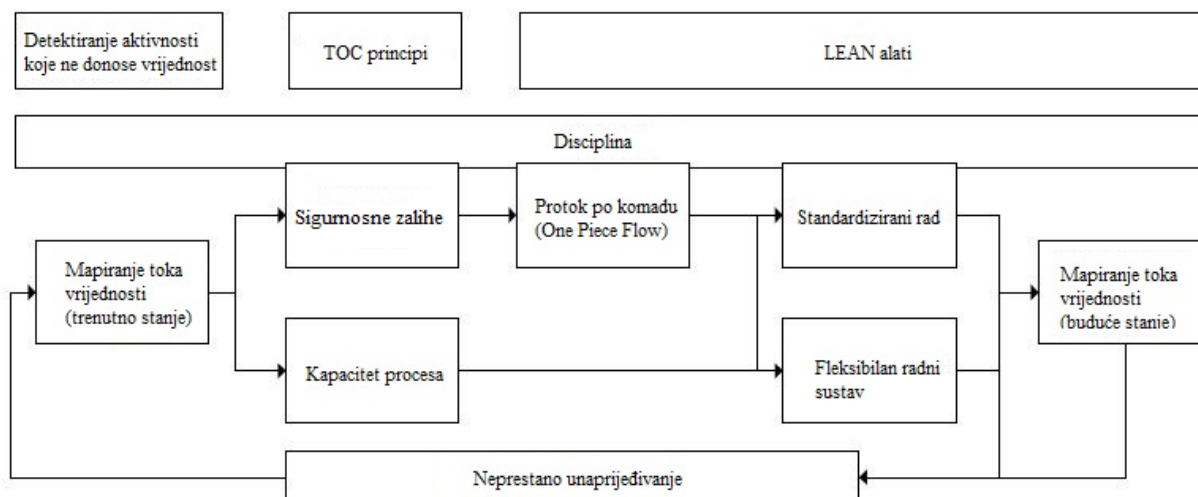 Detektiranje aktivnosti
koje ne donose vrijednost
TOC principi
LEAN alati
Disciplina
Sigurnosne zalihe
Protok po komadu
(One Piece Flow)
Standardizirani rad
Mapiranje toka
vrijednosti
(trenutno stanje)
Mapiranje toka
vrijednosti
(buduće stanje)
Kapacitet procesa
Fleksibilan radni
sustav
Neprestano unaprijeđivanje